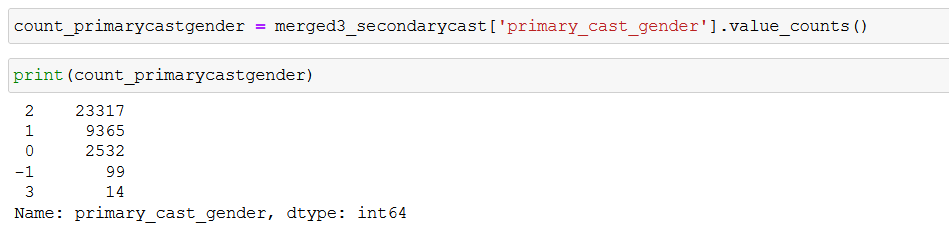 count_primarycastgender = merged3_secondarycast['primary_cast_gender'].value_counts()
print(count_primarycastgender)
 2    23317
 1     9365
 0     2532
-1       99
 3       14
Name: primary_cast_gender, dtype: int64